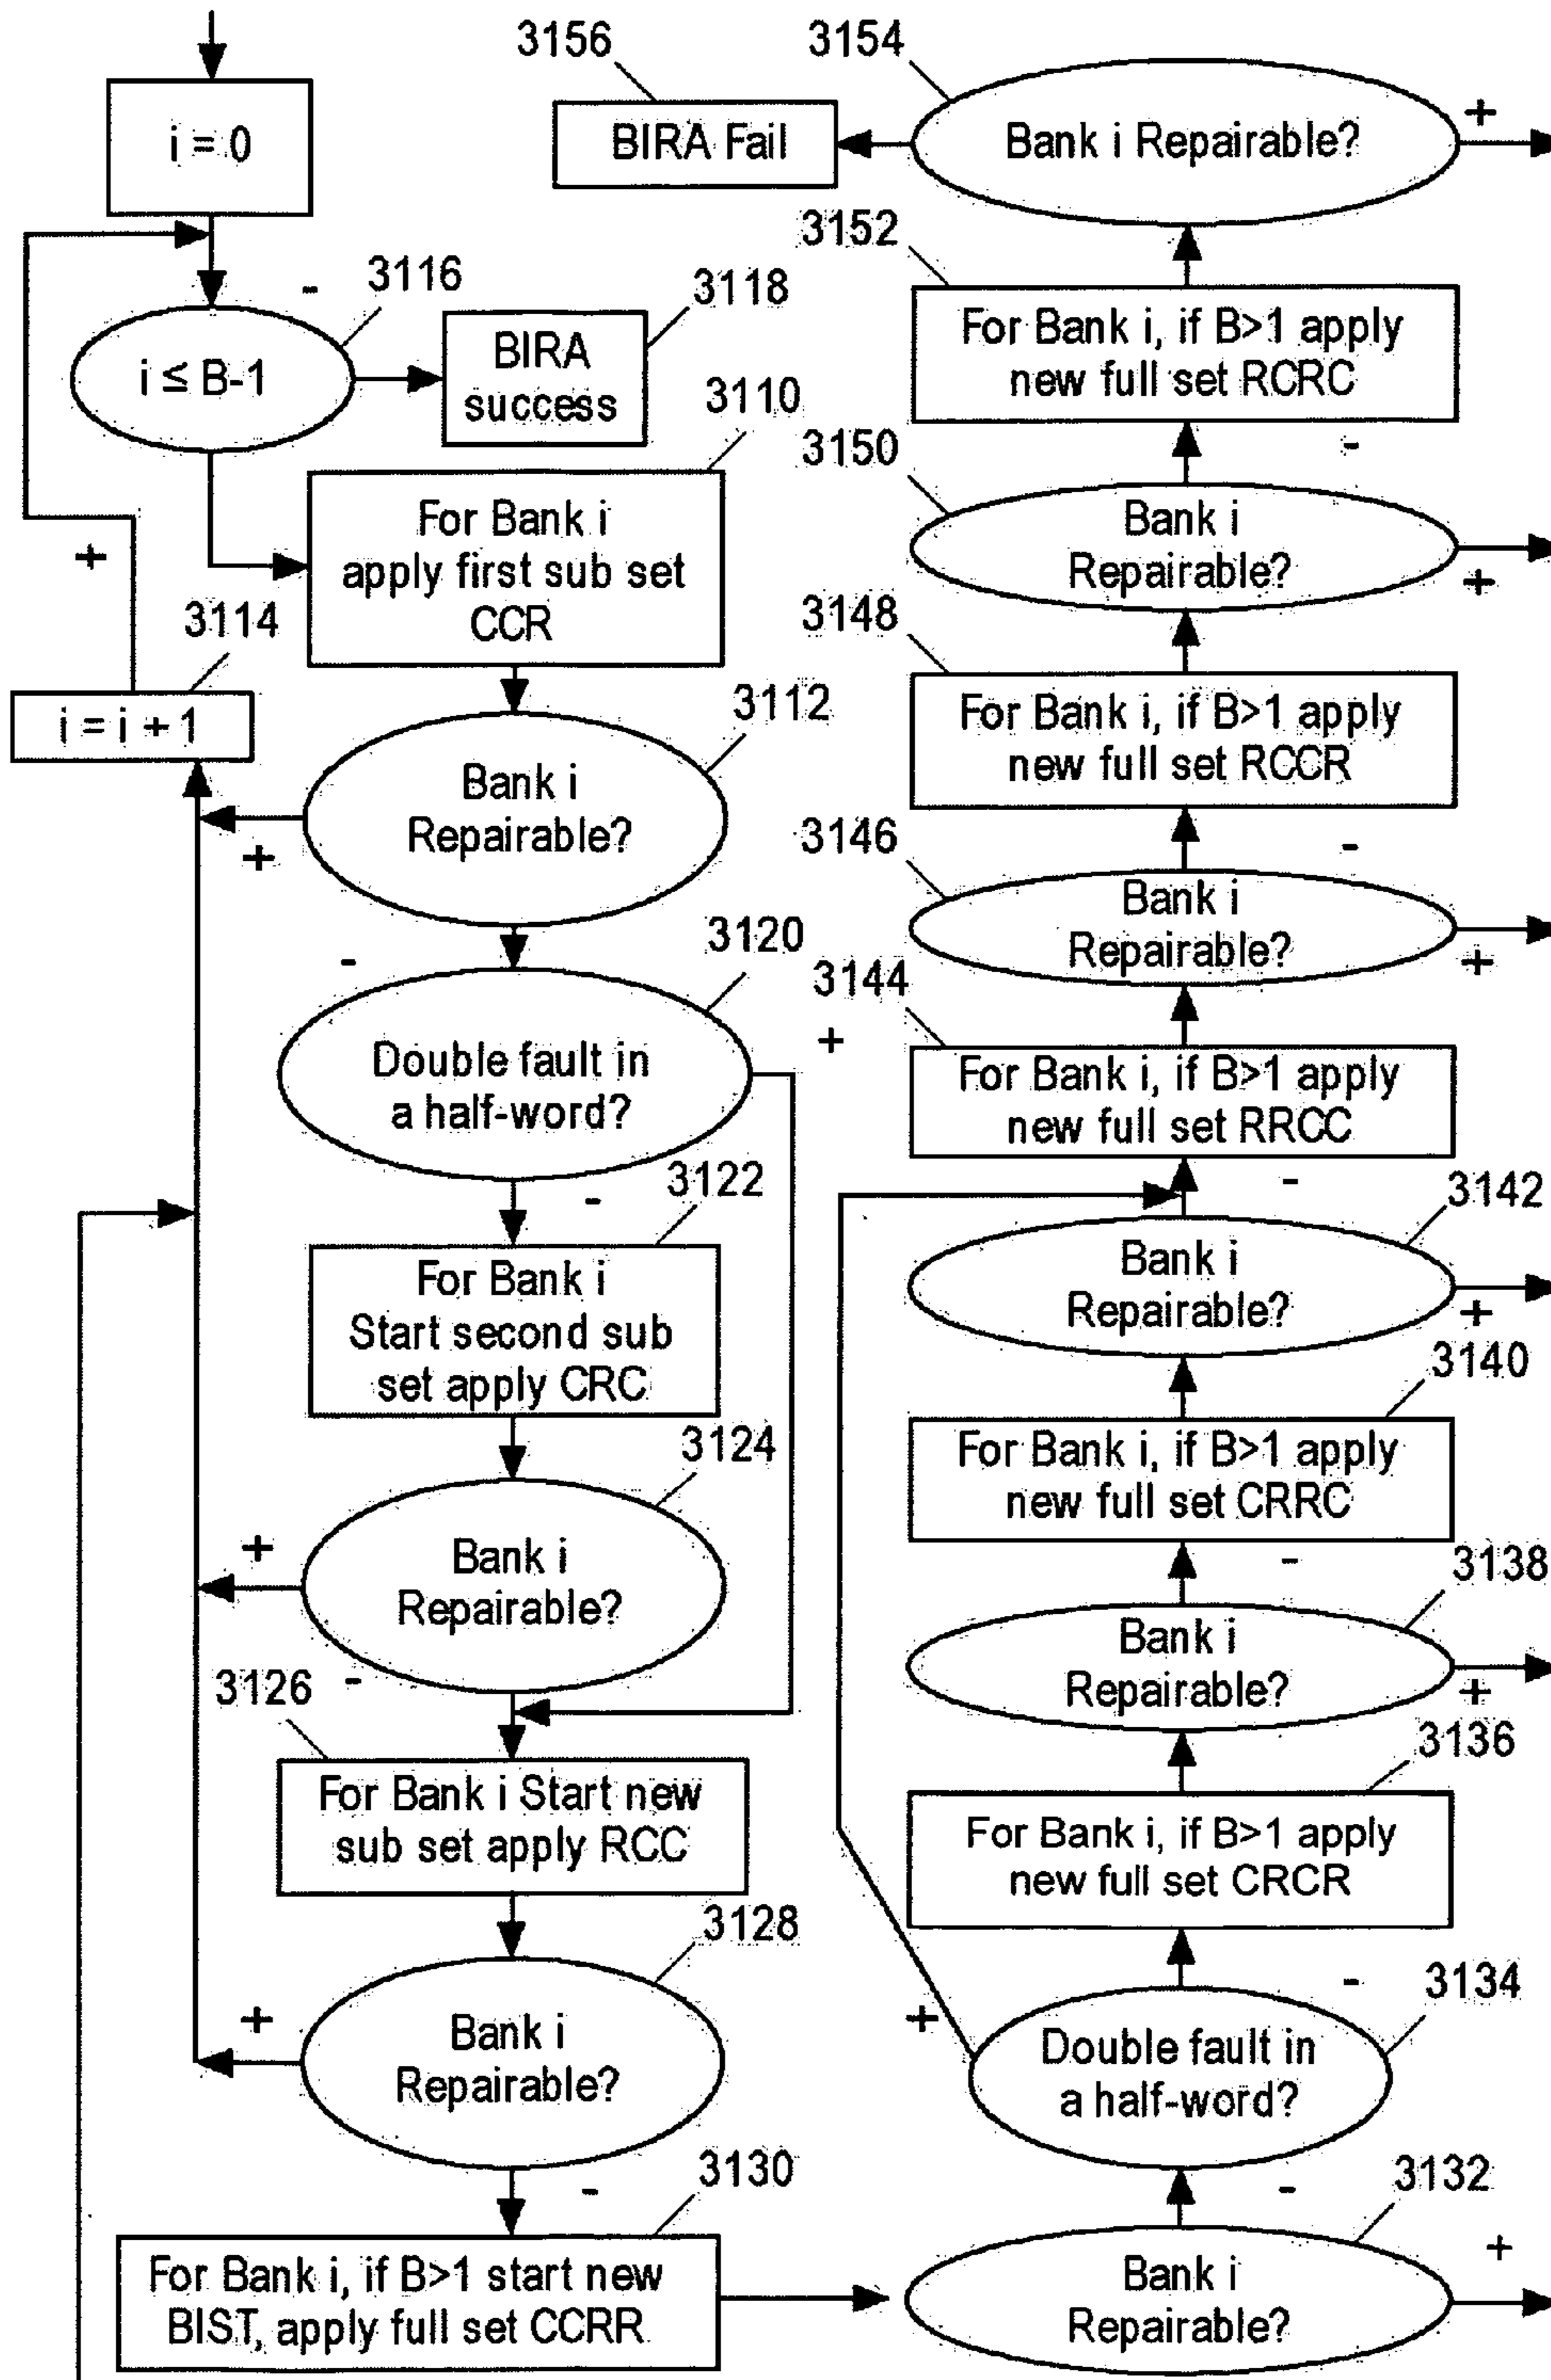 i = 0
-
3116
i ≤ B-1
3118
BIRA
success
3110
For Bank i
apply first sub set
CCR
+
3114
i = i + 1
3112
Bank i
Repairable?
+
3120
-
Double fault in
a half-word?
+
3122
-
For Bank i
Start second sub
set apply CRC
3124
Bank i
Repairable?
+
-
3126
For Bank i Start new
sub set apply RCC
3128
Bank i
Repairable?
+
-
3130
For Bank i, if B>1 start new
BIST, apply full set CCRR
3156
BIRA Fail
3154
Bank i Repairable?
+
3152
For Bank i, if B>1 apply
new full set RCRC
-
3150
Bank i
Repairable?
+
3148
For Bank i, if B>1 apply
new full set RCCR
-
3146
Bank i
Repairable?
+
3144
For Bank i, if B>1 apply
new full set RRCC
-
3142
Bank i
Repairable?
+
3140
For Bank i, if B>1 apply
new full set CRRC
-
3138
Bank i
Repairable?
+
3136
For Bank i, if B>1 apply
new full set CRCR
-
3134
+
Double fault in
a half-word?
-
3132
+
Bank i
Repairable?